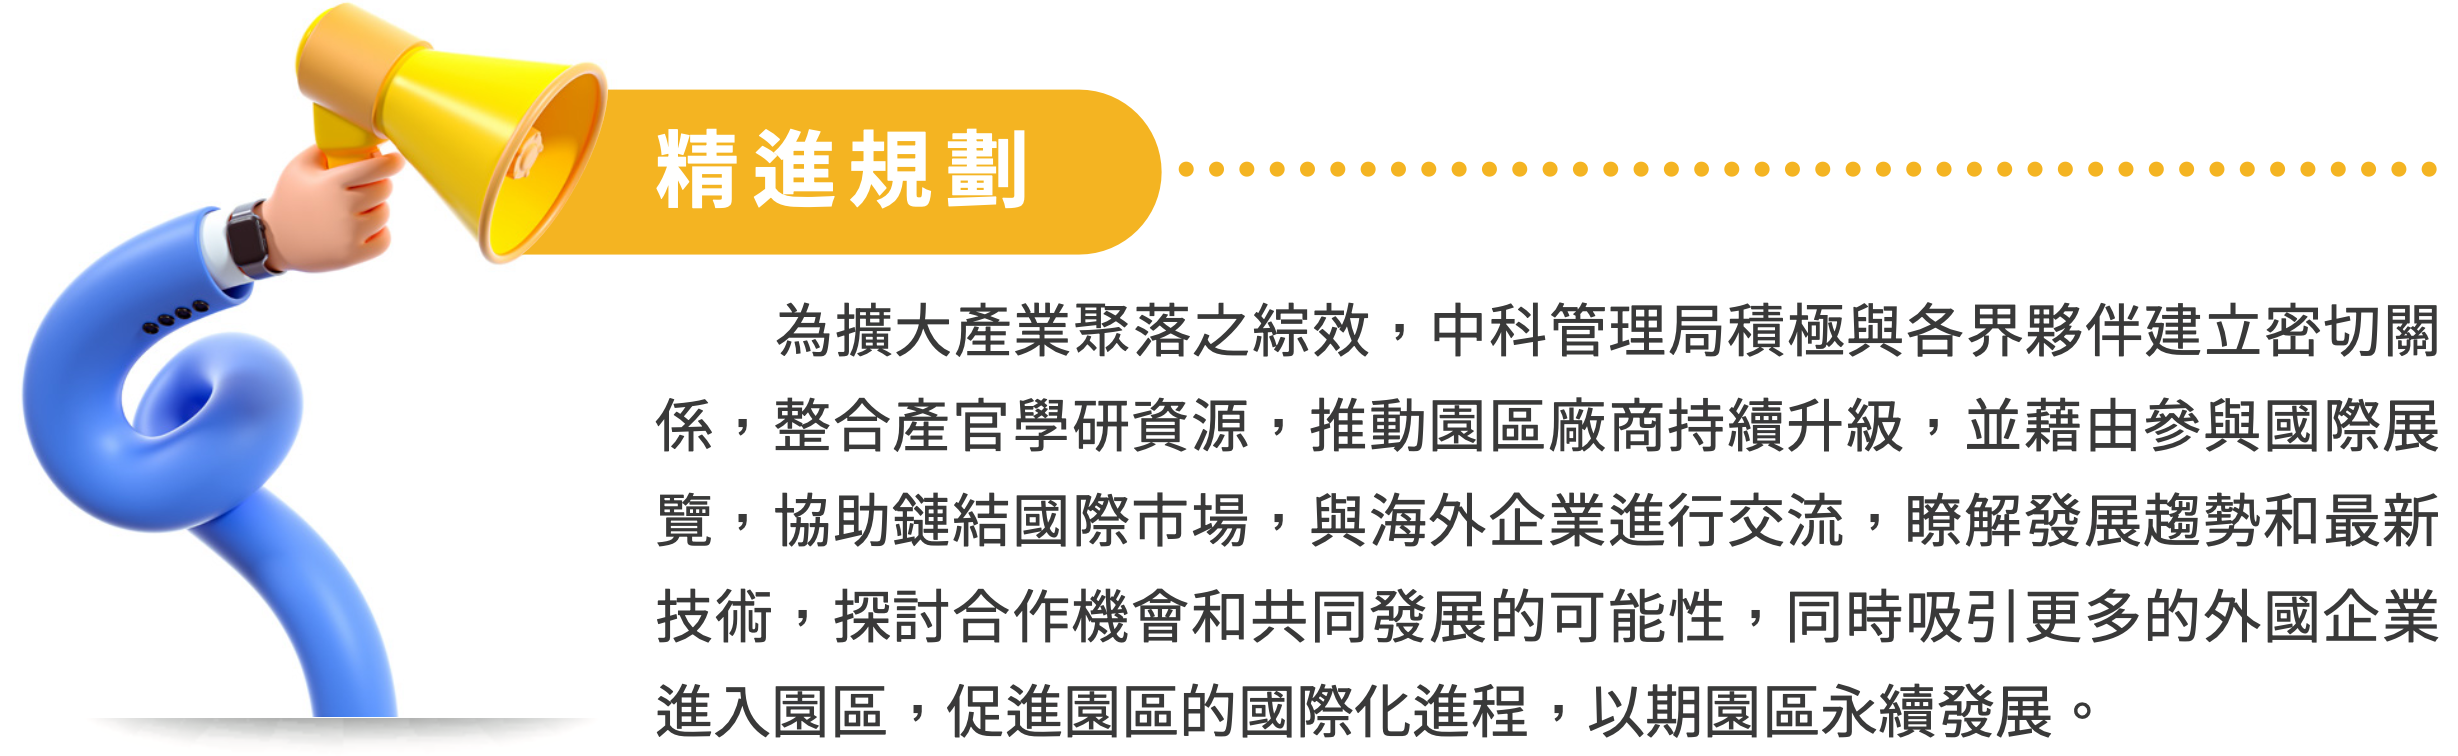 精進規劃
為擴大產業聚落之綜效，中科管理局積極與各界夥伴建立密切關
係，整合產官學研資源，推動園區廠商持續升級，並藉由參與國際展
覽，協助鏈結國際市場，與海外企業進行交流，瞭解發展趨勢和最新
技術，探討合作機會和共同發展的可能性，同時吸引更多的外國企業
進入園區，促進園區的國際化進程，以期園區永續發展。